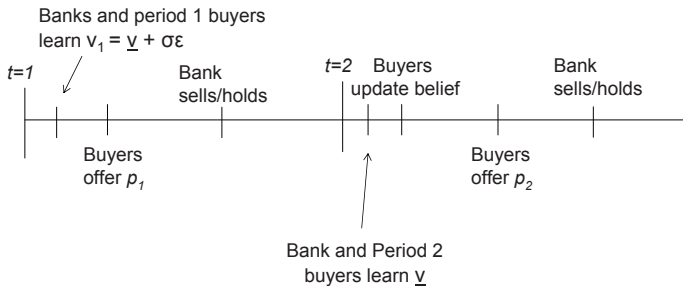 Banks and period 1 buyers
learn v₁ = v̲ + σε
t=1
Bank
sells/holds
t=2
Buyers
update belief
Bank
sells/holds
Buyers
offer p₁
Buyers
offer p₂
Bank and Period 2
buyers learn v̲